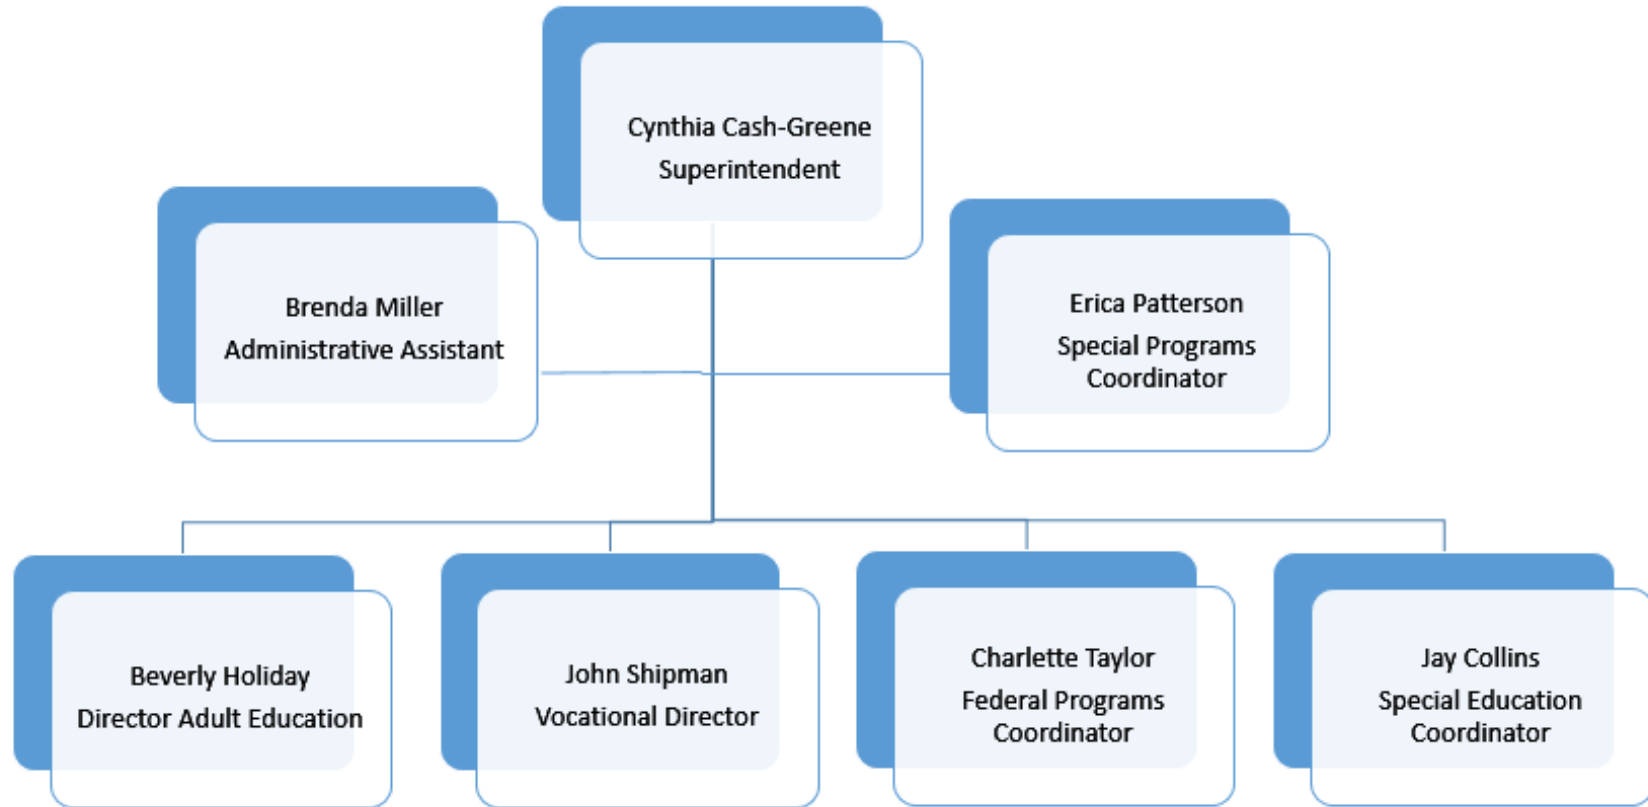 Cynthia Cash-Greene
Superintendent
Brenda Miller
Administrative Assistant
Erica Patterson
Special Programs
Coordinator
Beverly Holiday
Director Adult Education
John Shipman
Vocational Director
Charlette Taylor
Federal Programs
Coordinator
Jay Collins
Special Education
Coordinator